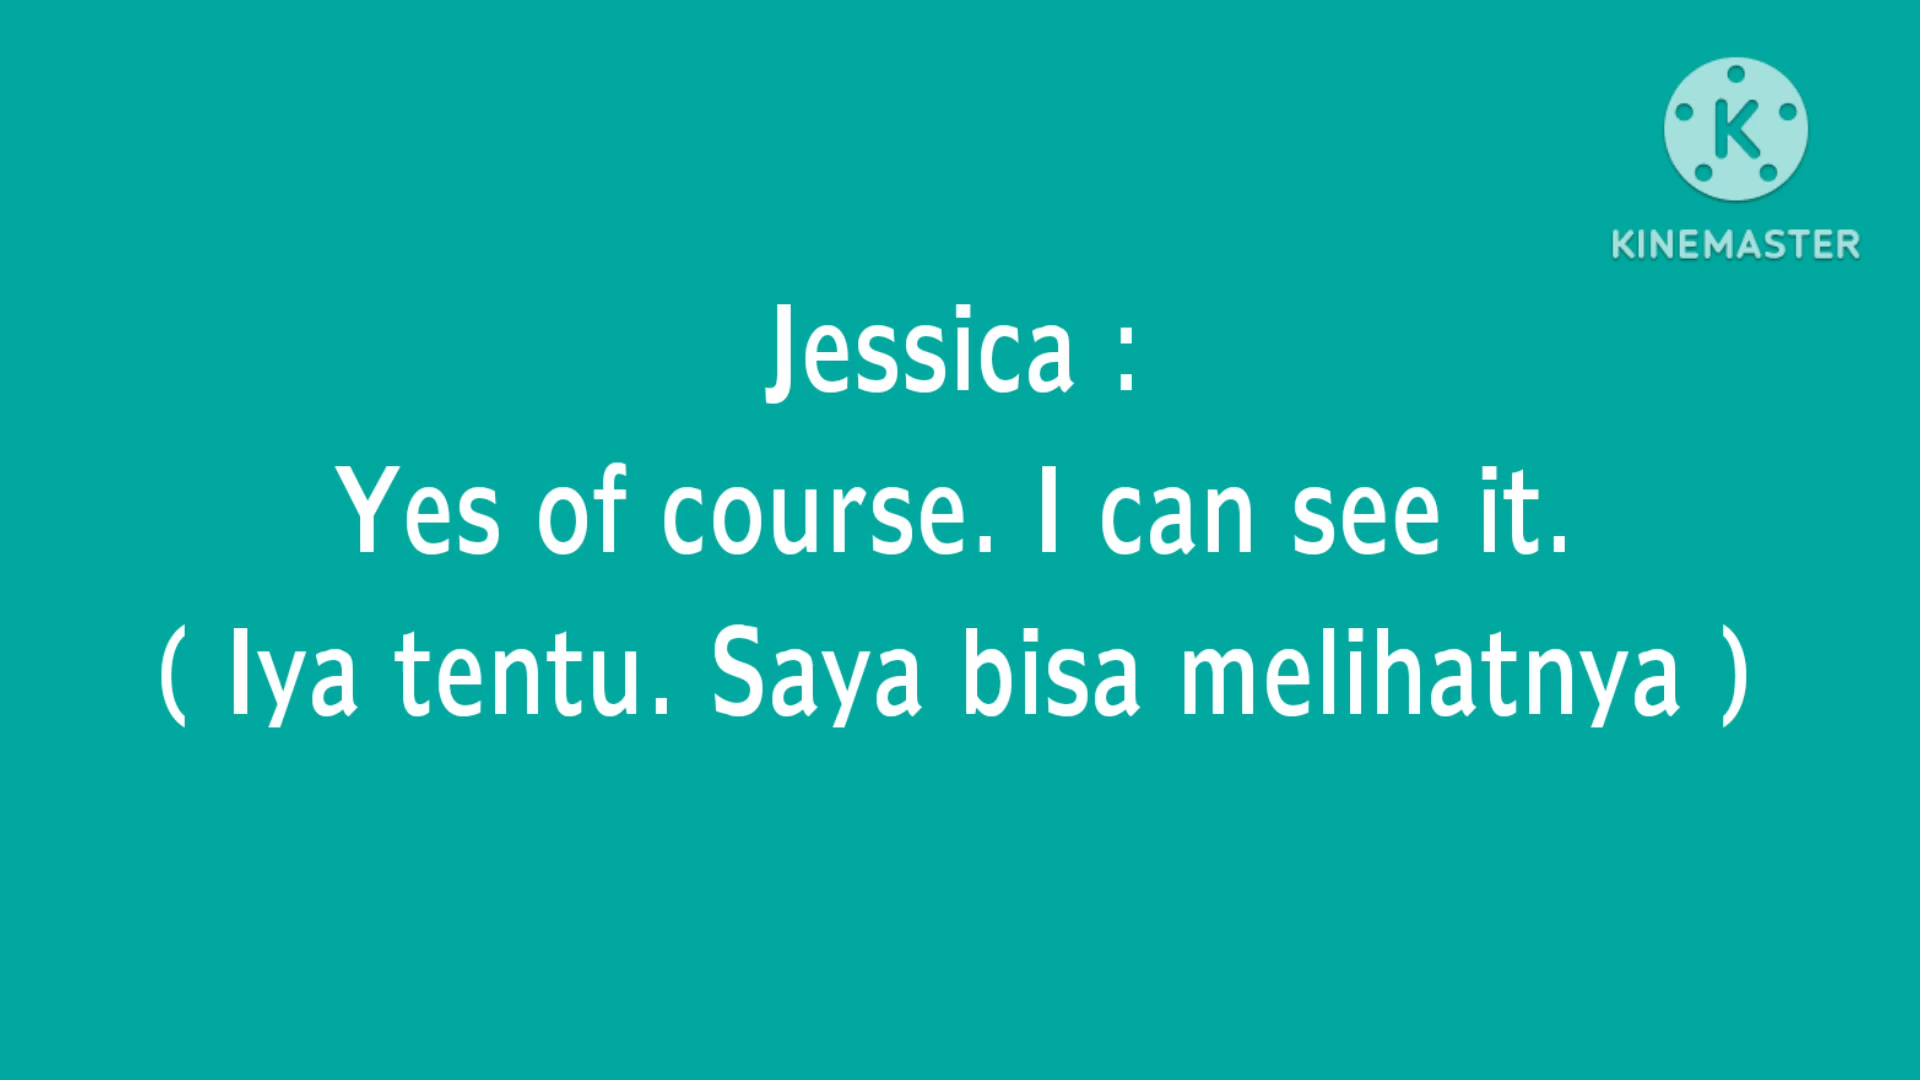 KINEMASTER
Jessica :
Yes of course. I can see it.
( Iya tentu. Saya bisa melihatnya )